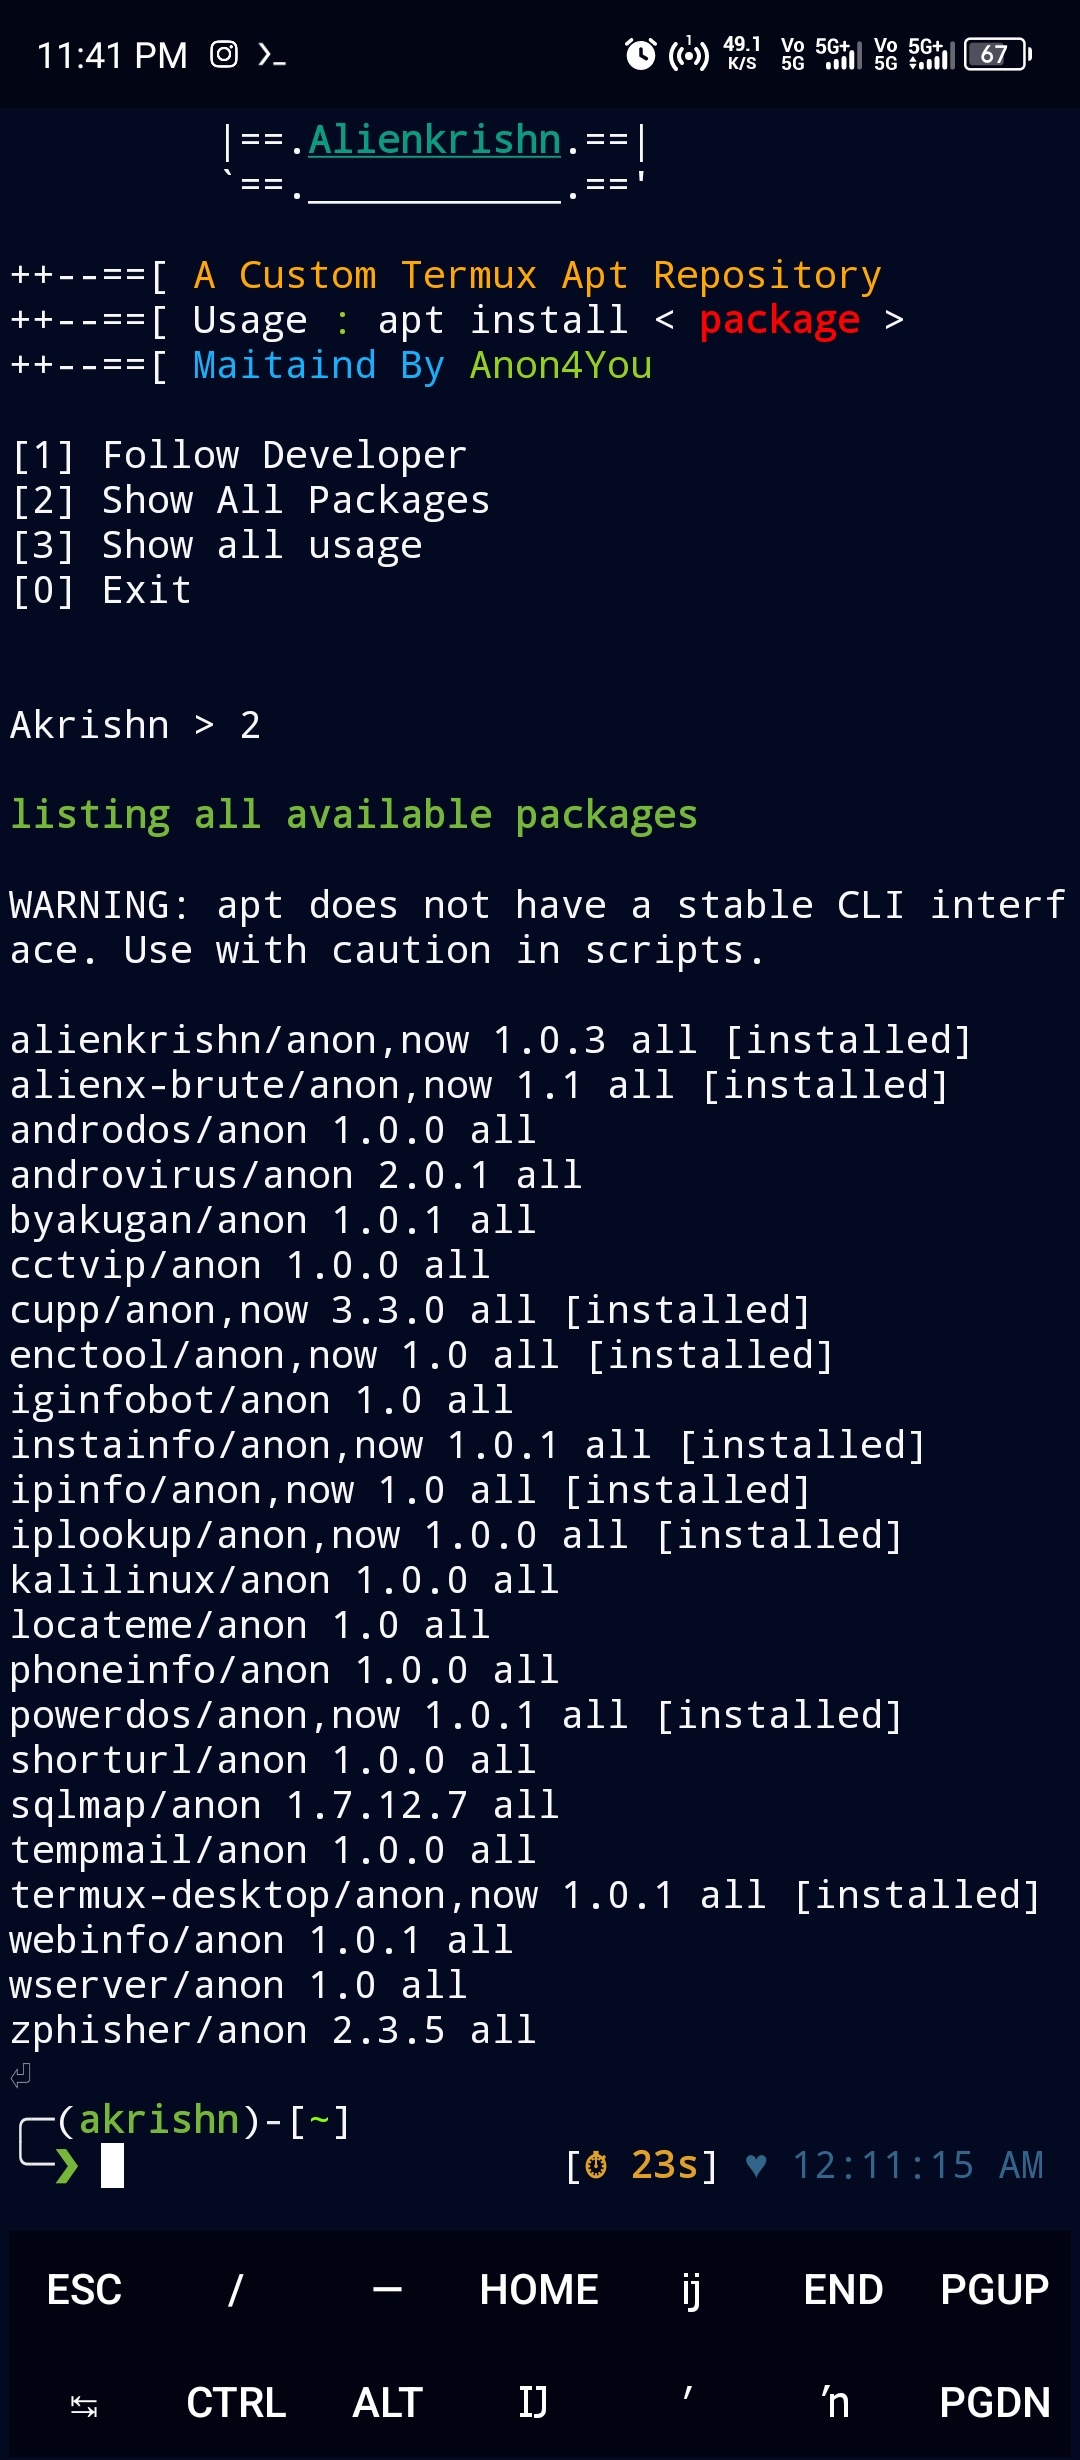 11:41 PM
1
49.1 K/S
Vo 5G 5G+ Vo 5G 5G+ 67
|==.Alienkrishn.==|
`==.___________.=='
++--==[ A Custom Termux Apt Repository
++--==[ Usage : apt install < package >
++--==[ Maitaind By Anon4You
[1] Follow Developer
[2] Show All Packages
[3] Show all usage
[0] Exit
Akrishn > 2
listing all available packages
WARNING: apt does not have a stable CLI interf
ace. Use with caution in scripts.
alienkrishn/anon,now 1.0.3 all [installed]
alienx-brute/anon,now 1.1 all [installed]
androdos/anon 1.0.0 all
androvirus/anon 2.0.1 all
byakugan/anon 1.0.1 all
cctvip/anon 1.0.0 all
cupp/anon,now 3.3.0 all [installed]
enctool/anon,now 1.0 all [installed]
iginfobot/anon 1.0 all
instainfo/anon,now 1.0.1 all [installed]
ipinfo/anon,now 1.0 all [installed]
iplookup/anon,now 1.0.0 all [installed]
kalilinux/anon 1.0.0 all
locateme/anon 1.0 all
phoneinfo/anon 1.0.0 all
powerdos/anon,now 1.0.1 all [installed]
shorturl/anon 1.0.0 all
sqlmap/anon 1.7.12.7 all
tempmail/anon 1.0.0 all
termux-desktop/anon,now 1.0.1 all [installed]
webinfo/anon 1.0.1 all
wserver/anon 1.0 all
zphisher/anon 2.3.5 all
⏎
╭─(akrishn)-[~]
╰─❯ [⏱ 23s] ♥ 12:11:15 AM
ESC / — HOME ĳ END PGUP
↹ CTRL ALT Ĳ ′ ŉ PGDN